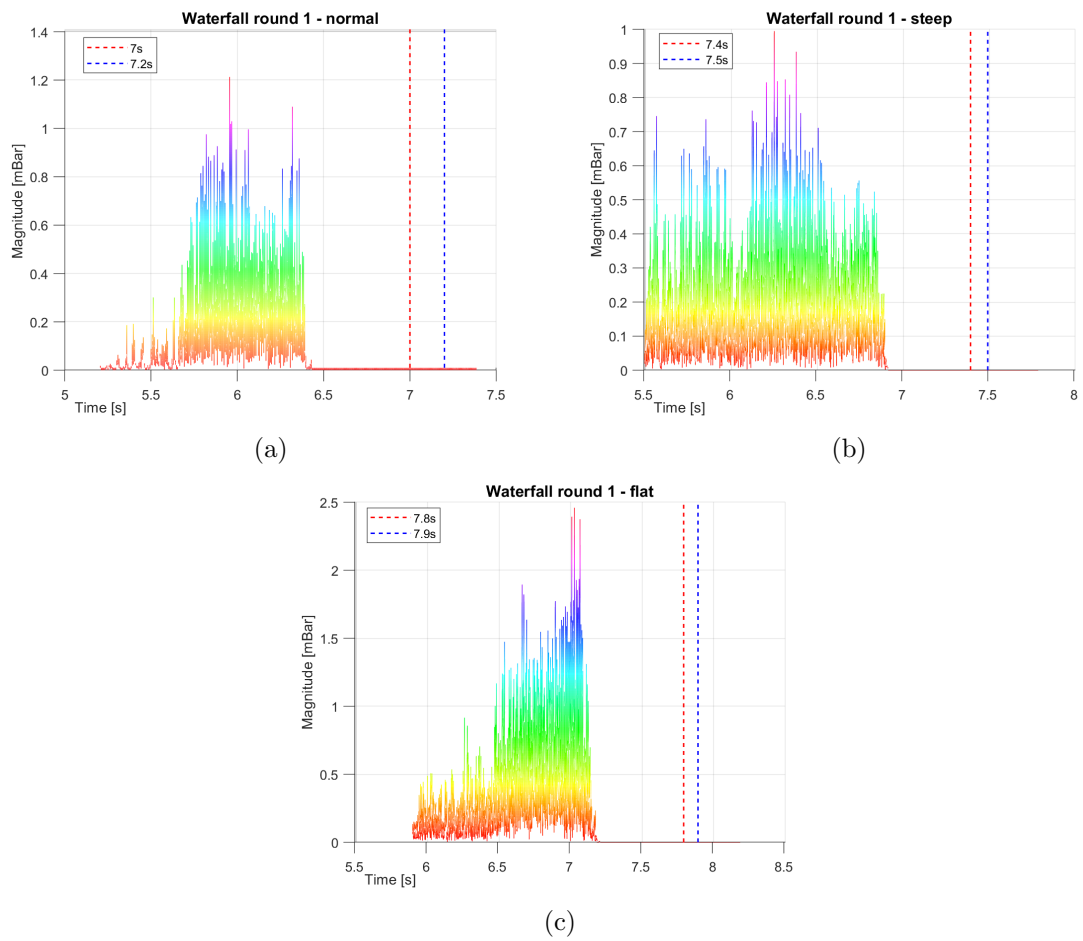 Waterfall round 1 - normal
7s
7.2s
Magnitude [mBar]
1.4
1.2
1
0.8
0.6
0.4
0.2
0
5
5.5
6
6.5
7
7.5
Time [s]
(a)
Waterfall round 1 - steep
7.4s
7.5s
Magnitude [mBar]
1
0.9
0.8
0.7
0.6
0.5
0.4
0.3
0.2
0.1
0
5.5
6
6.5
7
7.5
8
Time [s]
(b)
Waterfall round 1 - flat
7.8s
7.9s
Magnitude [mBar]
2.5
2
1.5
1
0.5
0
5.5
6
6.5
7
7.5
8
8.5
Time [s]
(c)